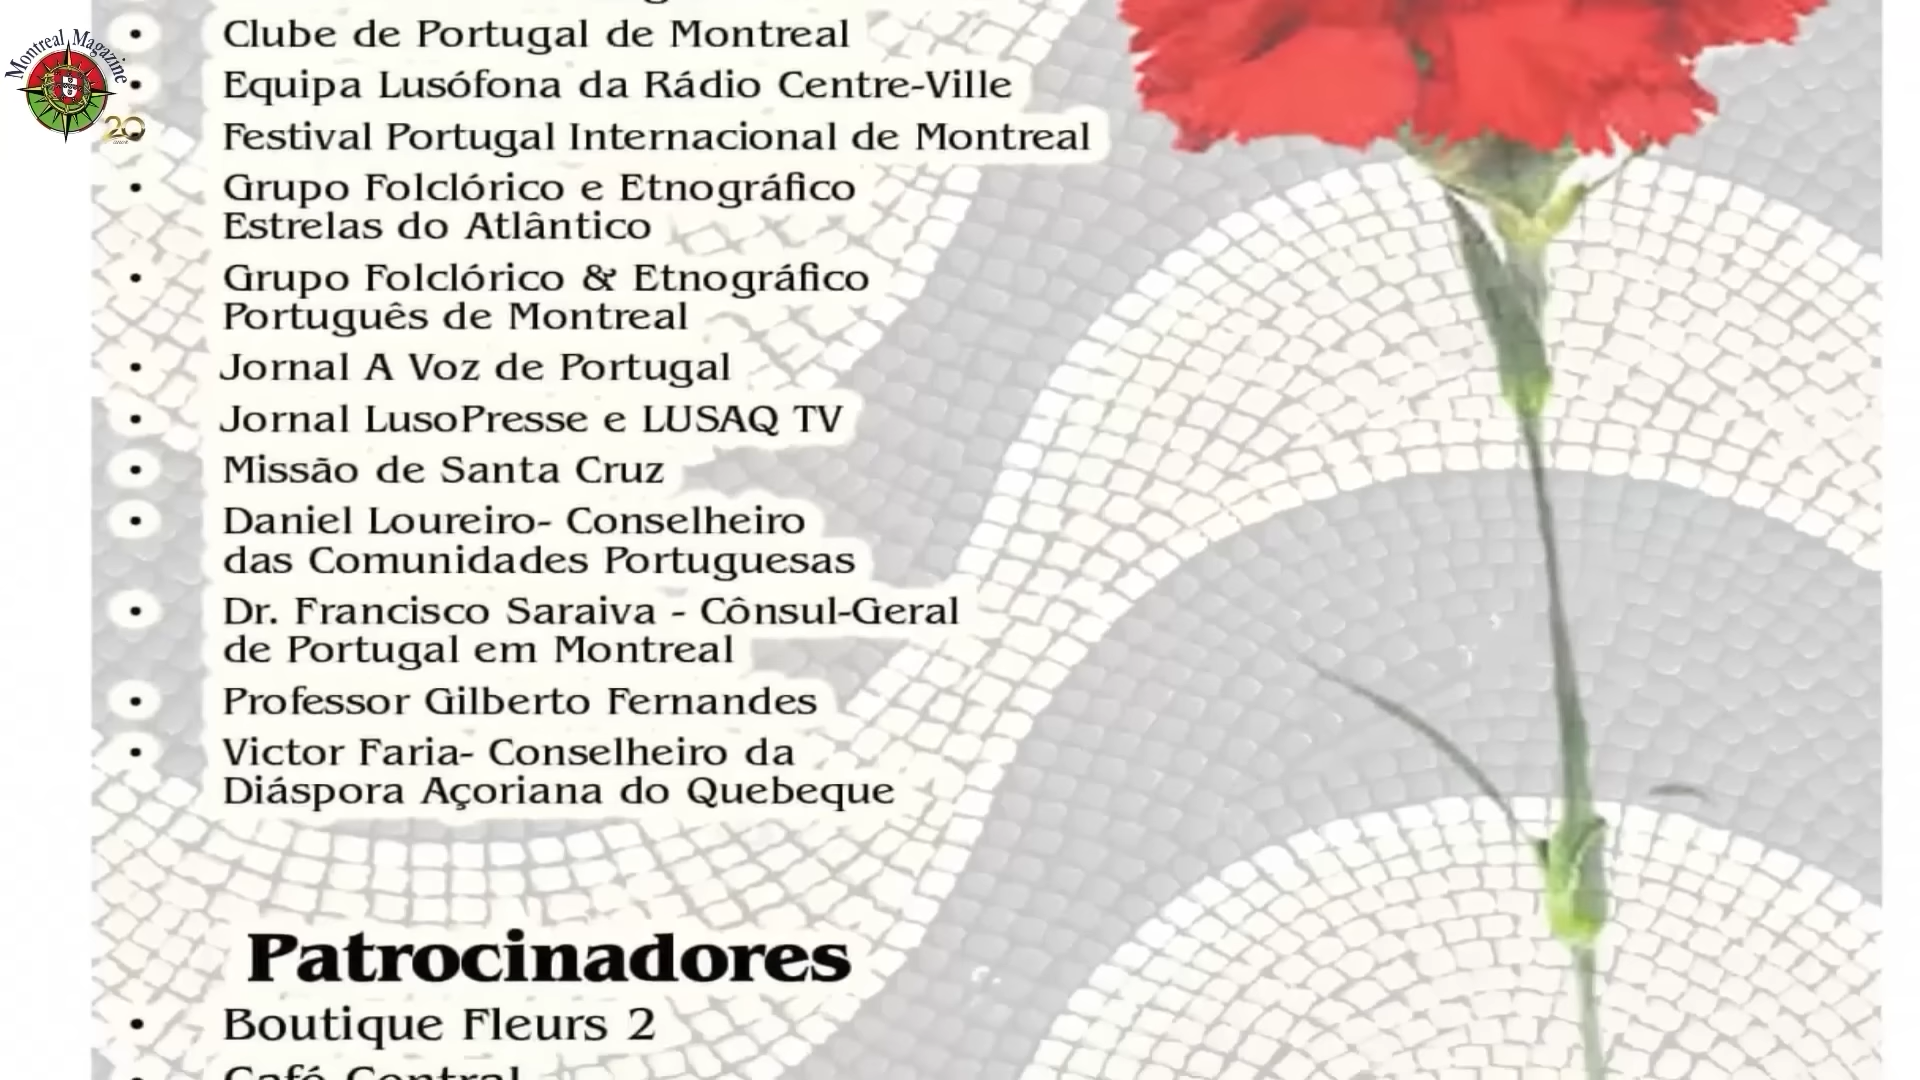 Montreal Magazine
20
• Clube de Portugal de Montreal
• Equipa Lusófona da Rádio Centre-Ville
Festival Portugal Internacional de Montreal
• Grupo Folclórico e Etnográfico
Estrelas do Atlântico
• Grupo Folclórico & Etnográfico
Português de Montreal
• Jornal A Voz de Portugal
• Jornal LusoPresse e LUSAQ TV
• Missão de Santa Cruz
• Daniel Loureiro- Conselheiro
das Comunidades Portuguesas
• Dr. Francisco Saraiva - Cônsul-Geral
de Portugal em Montreal
• Professor Gilberto Fernandes
• Victor Faria- Conselheiro da
Diáspora Açoriana do Quebeque
Patrocinadores
• Boutique Fleurs 2
• Café Central